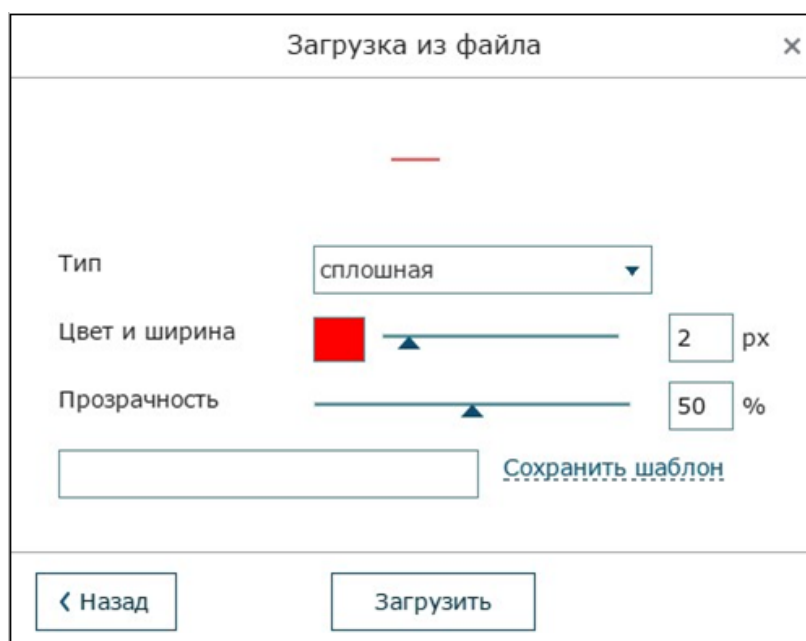 Загрузка из файла ×
Тип сплошная
Цвет и ширина 2 px
Прозрачность 50 %
Сохранить шаблон
Назад Загрузить